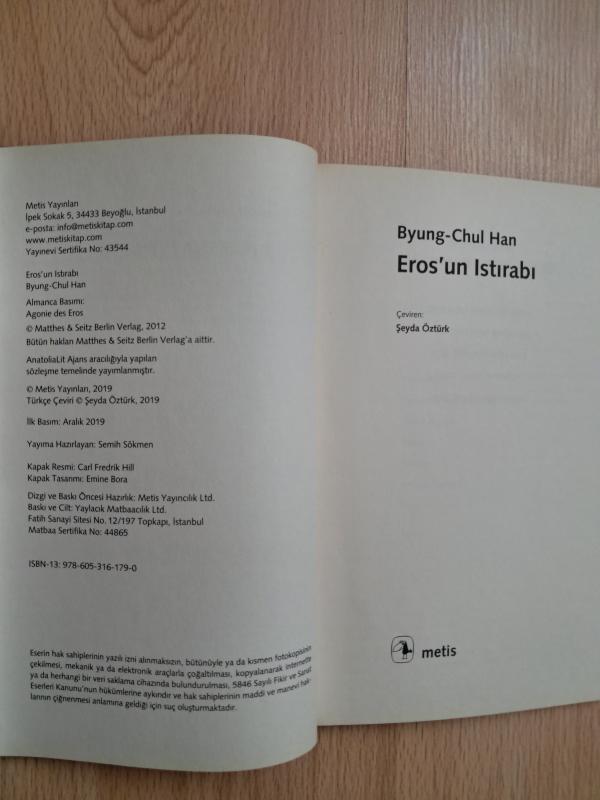 Metis Yayınları
İpek Sokak 5, 34433 Beyoğlu, İstanbul
e-posta: info@metiskitap.com
www.metiskitap.com
Yayınevi Sertifika No: 43544
Eros'un Istırabı
Byung-Chul Han
Almanca Basımı:
Agonie des Eros
© Matthes & Seitz Berlin Verlag, 2012
Bütün hakları Matthes & Seitz Berlin Verlag'a aittir.
AnatoliaLit Ajans aracılığıyla yapılan
sözleşme temelinde yayımlanmıştır.
© Metis Yayınları, 2019
Türkçe Çeviri © Şeyda Öztürk, 2019
İlk Basım: Aralık 2019
Yayıma Hazırlayan: Semih Sökmen
Kapak Resmi: Carl Fredrik Hill
Kapak Tasarımı: Emine Bora
Dizgi ve Baskı Öncesi Hazırlık: Metis Yayıncılık Ltd.
Baskı ve Cilt: Yaylacık Matbaacılık Ltd.
Fatih Sanayi Sitesi No. 12/197 Topkapı, İstanbul
Matbaa Sertifika No: 44865
ISBN-13: 978-605-316-179-0
Eserin hak sahiplerinin yazılı izni alınmaksızın, bütünüyle ya da kısmen fotokopisinin
çekilmesi, mekanik ya da elektronik araçlarla çoğaltılması, kopyalanarak internette
ya da herhangi bir veri saklama cihazında bulundurulması, 5846 Sayılı Fikir ve Sanat
Eserleri Kanunu'nun hükümlerine aykırıdır ve hak sahiplerinin maddi ve manevi hak-
larının çiğnenmesi anlamına geldiği için suç oluşturmaktadır.
Byung-Chul Han
Eros'un Istırabı
Çeviren:
Şeyda Öztürk
metis